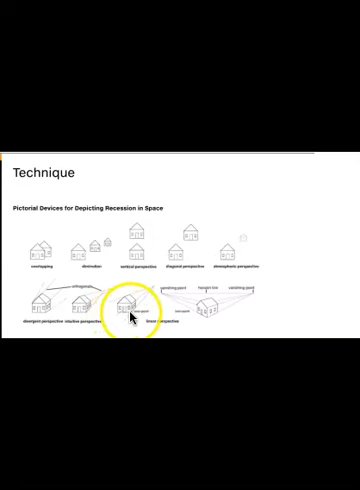 Technique
Pictorial Devices for Depicting Recession in Space
overlapping diminution vertical perspective diagonal perspective atmospheric perspective
orthogonals vanishing point horizon line vanishing point
divergent perspective intuitive perspective linear perspective